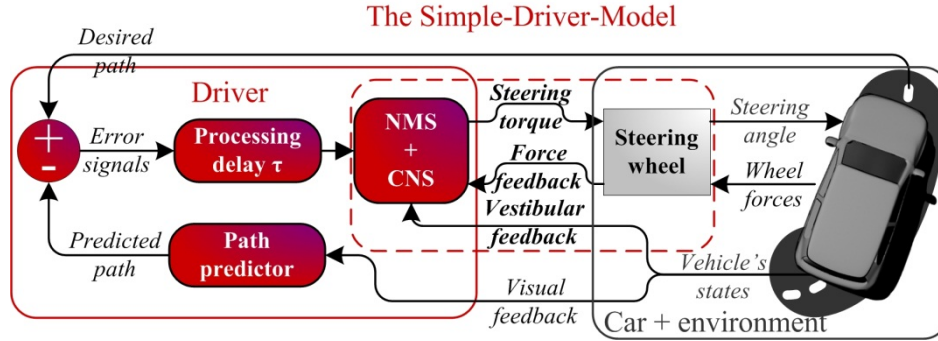 The Simple-Driver-Model
Desired
path
Driver
+
-
Error
signals
Processing
delay τ
NMS
+
CNS
Steering
torque
Force
feedback
Vestibular
feedback
Steering
wheel
Steering
angle
Wheel
forces
Predicted
path
Path
predictor
Visual
feedback
Vehicle's
states
Car + environment